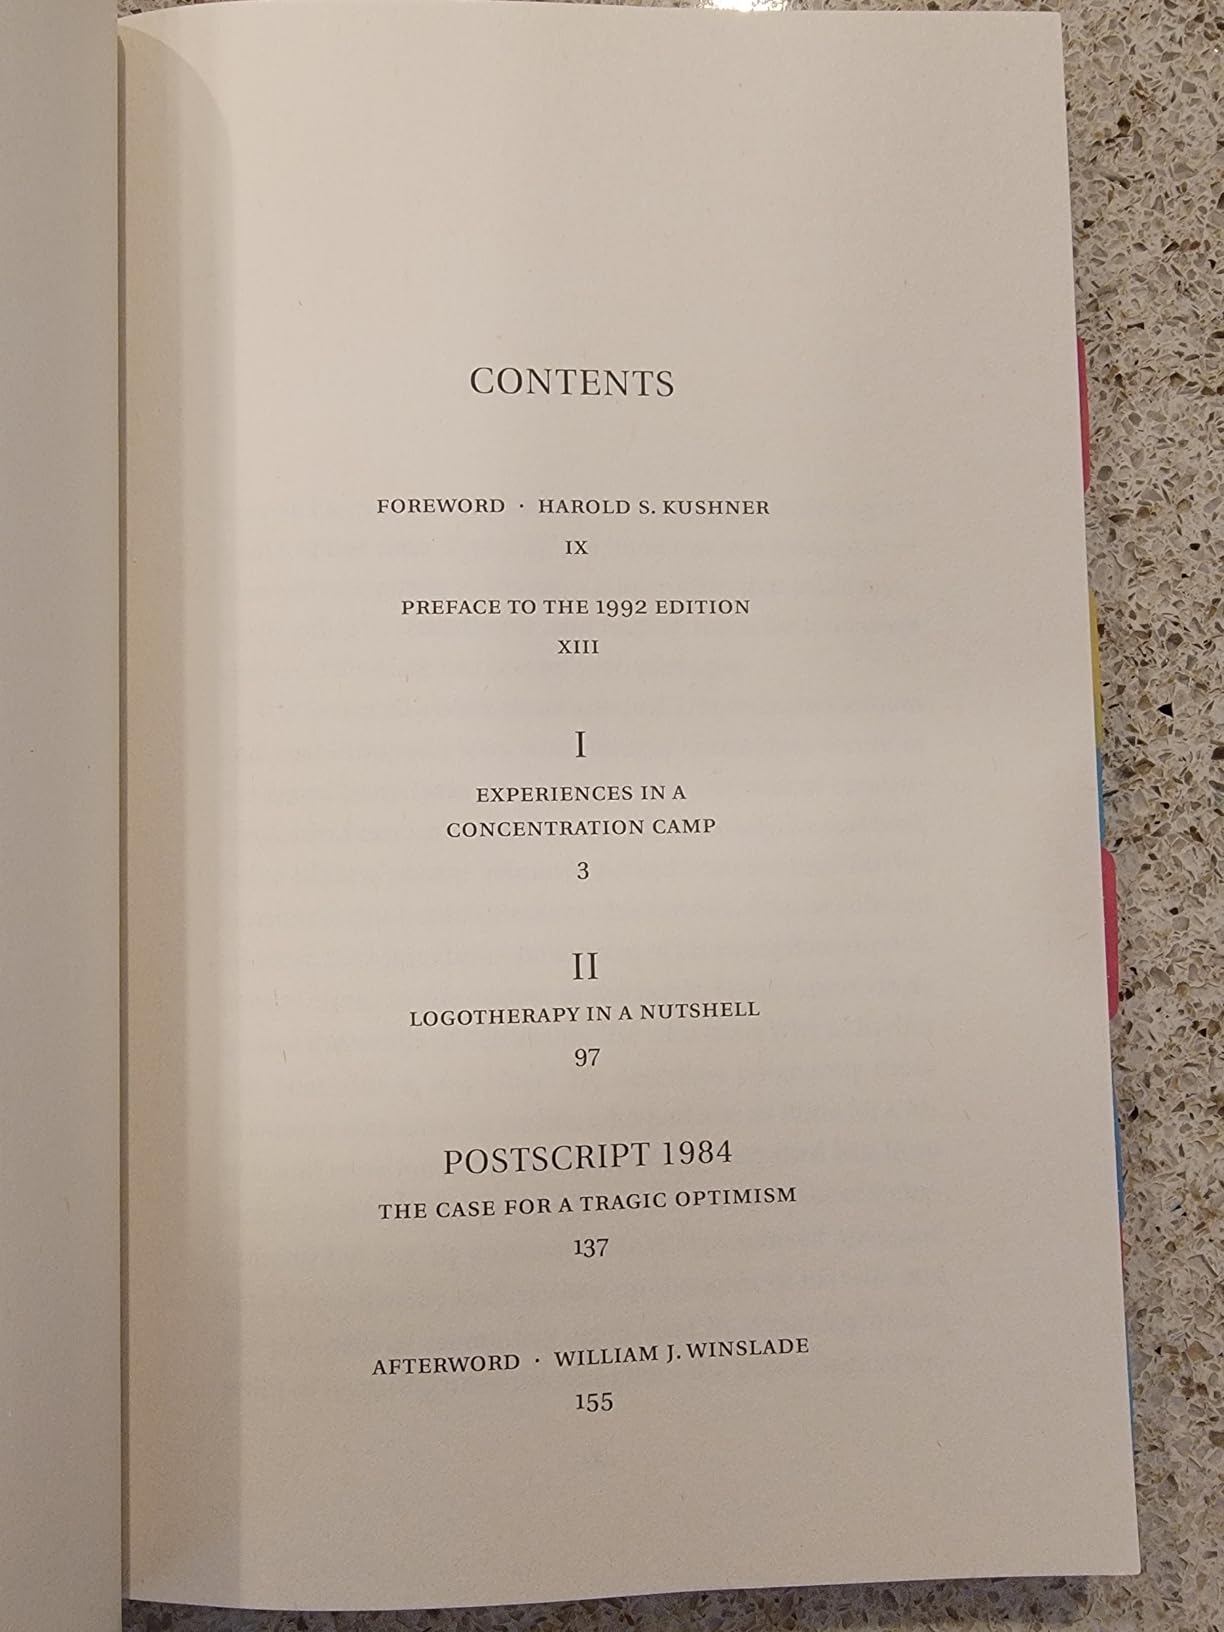 CONTENTS
FOREWORD · HAROLD S. KUSHNER
IX
PREFACE TO THE 1992 EDITION
XIII
I
EXPERIENCES IN A
CONCENTRATION CAMP
3
II
LOGOTHERAPY IN A NUTSHELL
97
POSTSCRIPT 1984
THE CASE FOR A TRAGIC OPTIMISM
137
AFTERWORD · WILLIAM J. WINSLADE
155